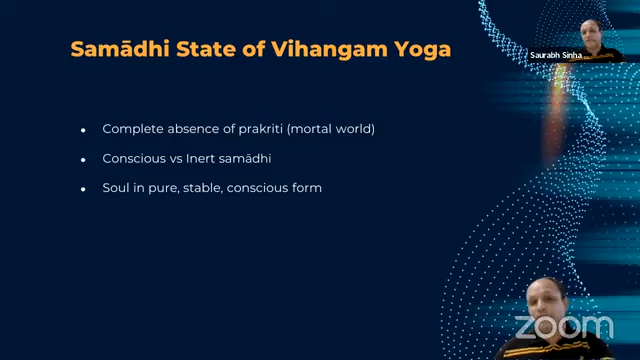 Samādhi State of Vihangam Yoga
Saurabh Sinha
Complete absence of prakriti (mortal world)
Conscious vs Inert samādhi
Soul in pure, stable, conscious form
zoom